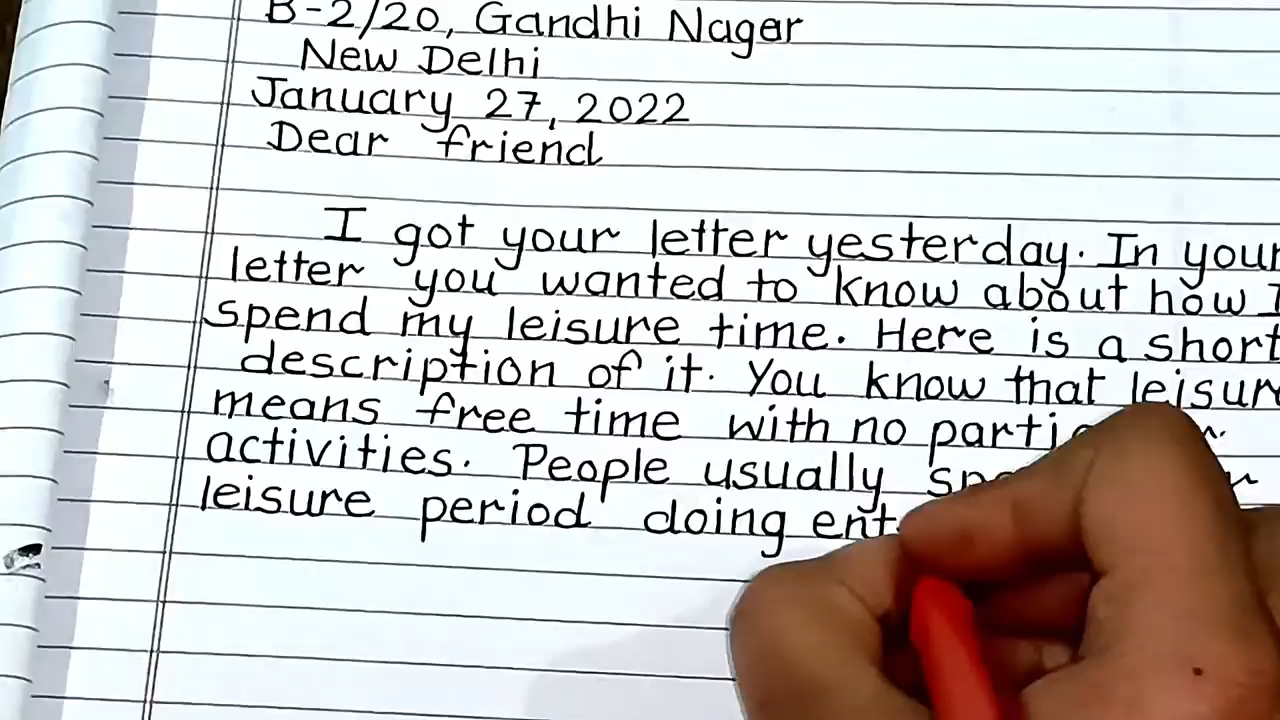 B-2/20, Gandhi Nagar
New Delhi
January 27, 2022
Dear friend
I got your letter yesterday. In your
letter you wanted to know about how I
spend my leisure time. Here is a short
description of it. You know that
means free time with no
activities. People usually
leisure period doing